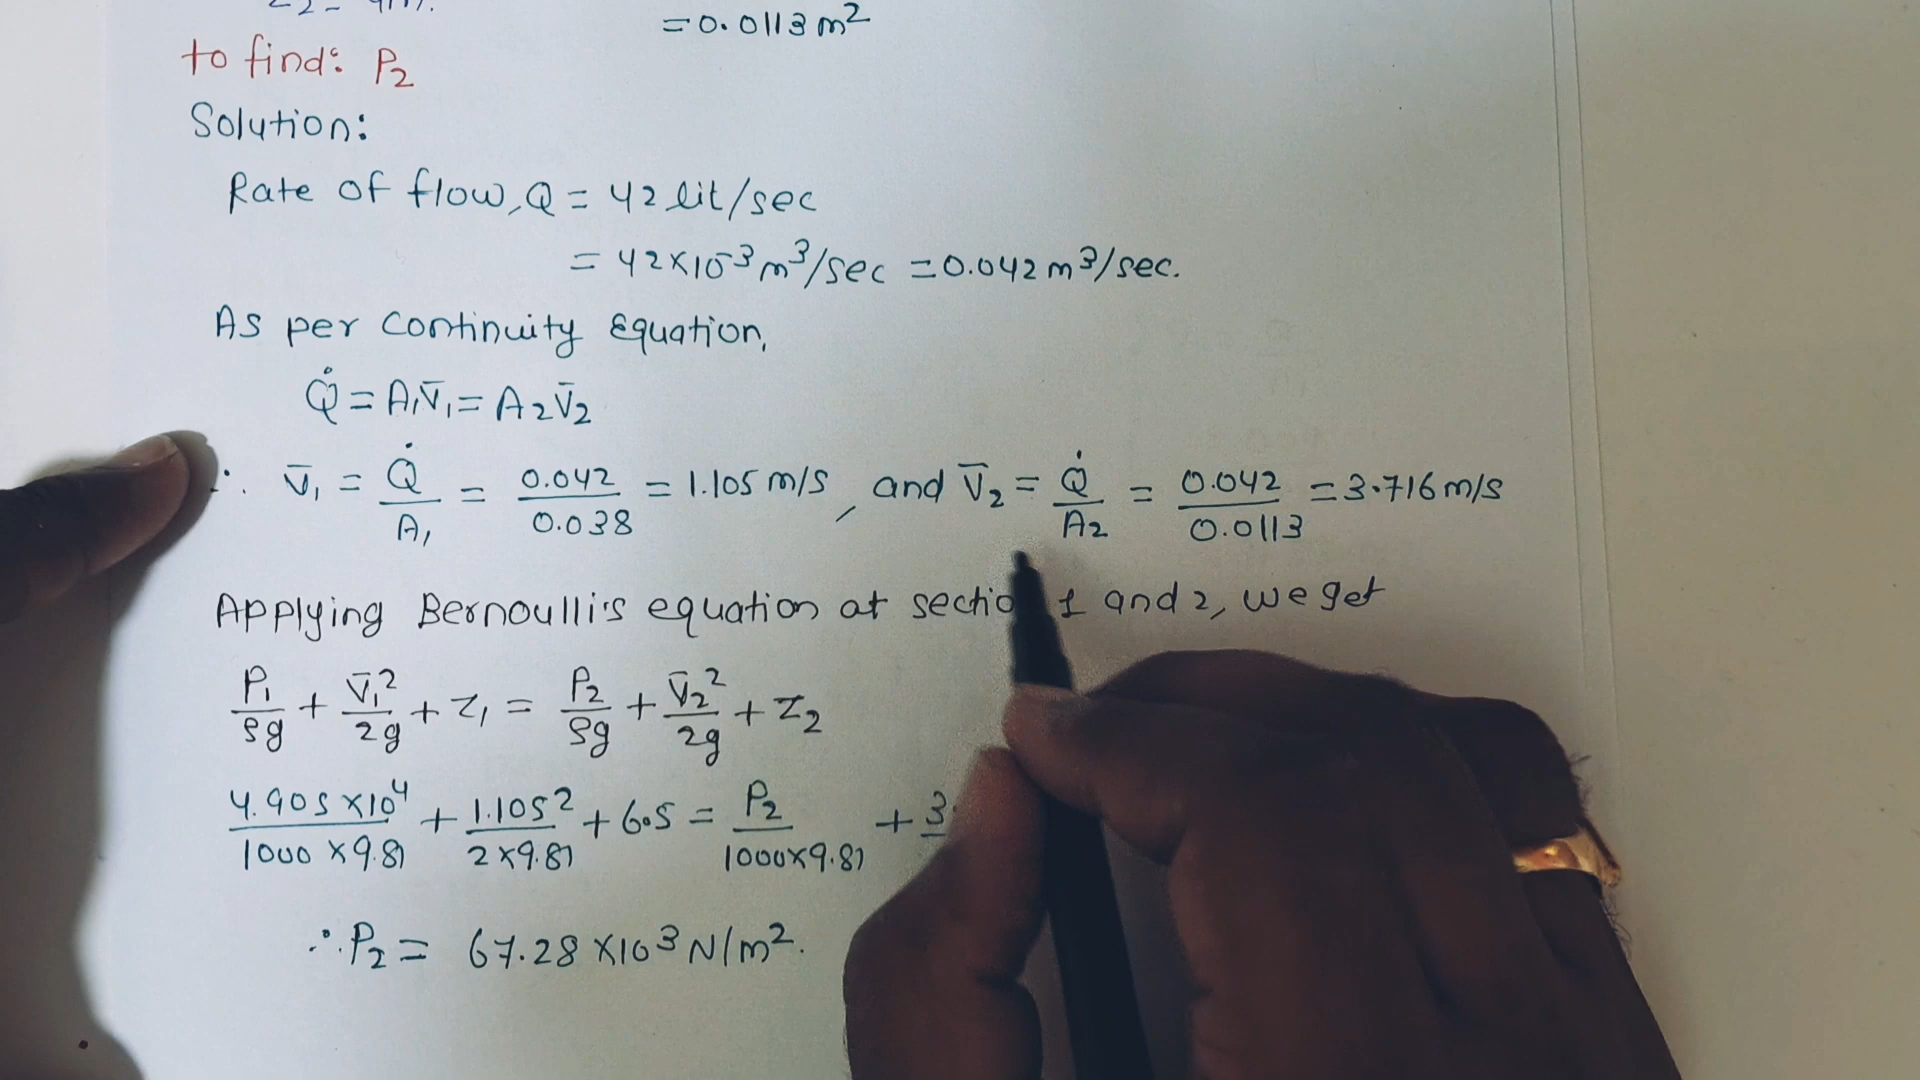 = 0.0113 m²
to find: P₂
Solution:
Rate of flow, Q = 42 lit/sec
= 42×10⁻³ m³/sec = 0.042 m³/sec.
As per Continuity Equation,
Q̇ = A₁V̄₁ = A₂V̄₂
∴ V̄₁ = Q̇/A₁ = 0.042/0.038 = 1.105 m/s, and V̄₂ = Q̇/A₂ = 0.042/0.0113 = 3.716 m/s
Applying Bernoulli's equation at 1 and 2, we get
P₁/ρg + V̄₁²/2g + Z₁ = P₂/ρg + V̄₂²/2g + Z₂
4.905 ×10⁴/1000 ×9.81 + 1.105²/2×9.81 + 6.5 = P₂/1000×9.81 + 3
∴ P₂ = 67.28 ×10³ N/m².